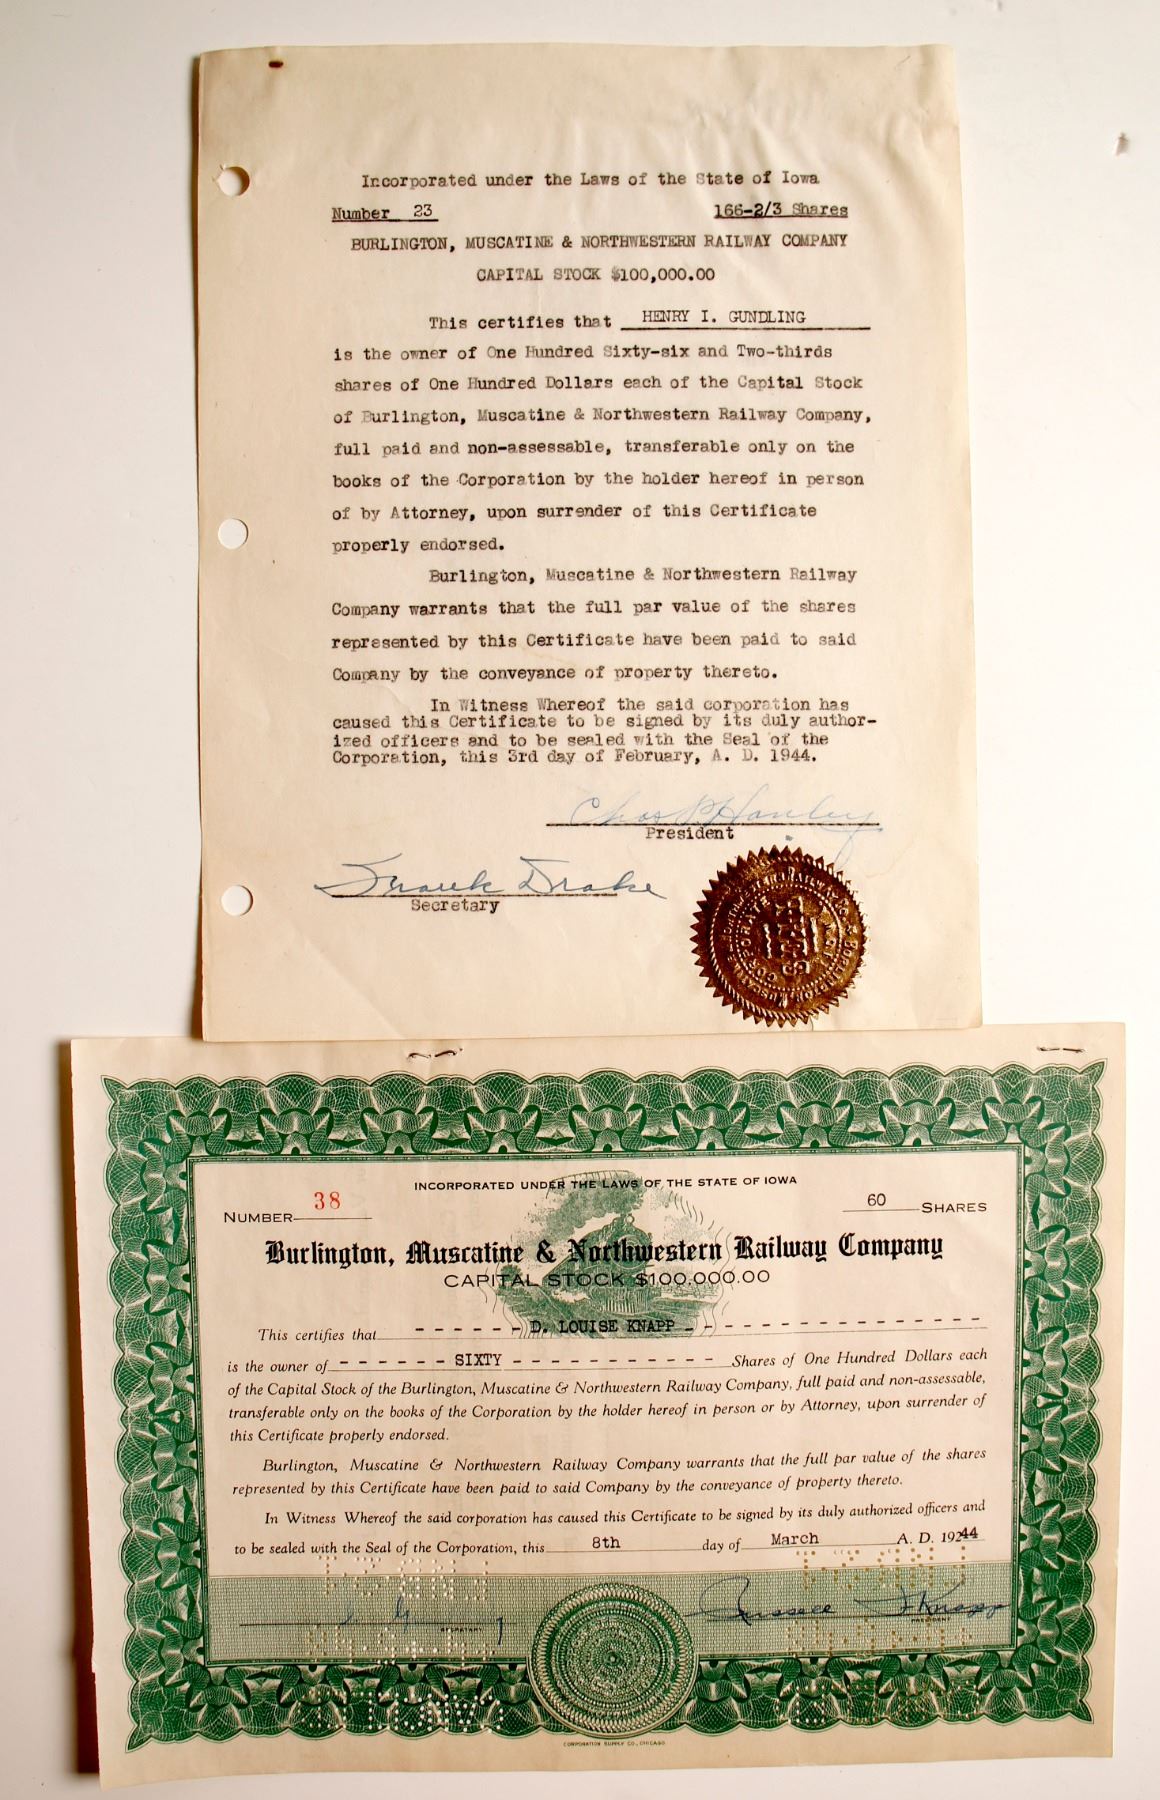 Incorporated under the Laws of the State of Iowa
Number 23 166-2/3 Shares
BURLINGTON, MUSCATINE & NORTHWESTERN RAILWAY COMPANY
CAPITAL STOCK $100,000.00
This certifies that HENRY I. GUNDLING
is the owner of One Hundred Sixty-six and Two-thirds
shares of One Hundred Dollars each of the Capital Stock
of Burlington, Muscatine & Northwestern Railway Company,
full paid and non-assessable, transferable only on the
books of the Corporation by the holder hereof in person
of by Attorney, upon surrender of this Certificate
properly endorsed.
Burlington, Muscatine & Northwestern Railway
Company warrants that the full par value of the shares
represented by this Certificate have been paid to said
Company by the conveyance of property thereto.
In Witness Whereof the said corporation has
caused this Certificate to be signed by its duly author-
ized officers and to be sealed with the Seal of the
Corporation, this 3rd day of February, A. D. 1944.
Chas P Hanley
President
Frank Drake
Secretary
CORPORATE
SEAL
INCORPORATED UNDER THE LAWS OF THE STATE OF IOWA
NUMBER 38 60 SHARES
Burlington, Muscatine & Northwestern Railway Company
CAPITAL STOCK $100,000.00
This certifies that - - - - - - D. LOUISE KNAPP - - - - - - - - - - - - - - - -
is the owner of - - - - - - SIXTY - - - - - - - - - - - Shares of One Hundred Dollars each
of the Capital Stock of the Burlington, Muscatine & Northwestern Railway Company, full paid and non-assessable,
transferable only on the books of the Corporation by the holder hereof in person or by Attorney, upon surrender of
this Certificate properly endorsed.
Burlington, Muscatine & Northwestern Railway Company warrants that the full par value of the shares
represented by this Certificate have been paid to said Company by the conveyance of property thereto.
In Witness Whereof the said corporation has caused this Certificate to be signed by its duly authorized officers and
to be sealed with the Seal of the Corporation, this 8th day of March A. D. 19244
Russell J Knapp
SECRETARY PRESIDENT
CORPORATION SUPPLY CO., CHICAGO